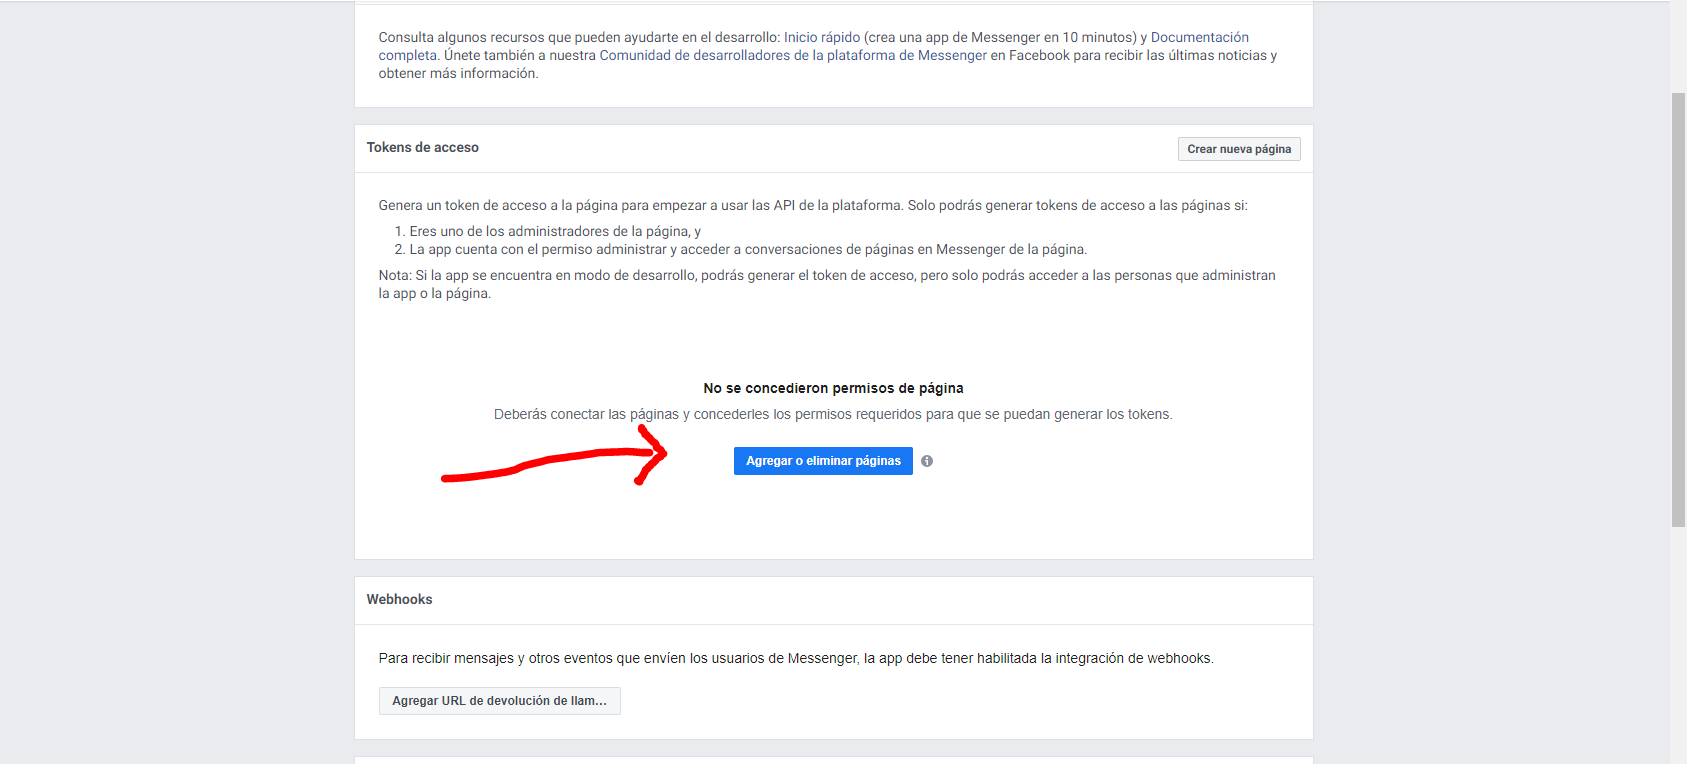 Consulta algunos recursos que pueden ayudarte en el desarrollo: Inicio rápido (crea una app de Messenger en 10 minutos) y Documentación
completa. Únete también a nuestra Comunidad de desarrolladores de la plataforma de Messenger en Facebook para recibir las últimas noticias y
obtener más información.
Tokens de acceso
Crear nueva página
Genera un token de acceso a la página para empezar a usar las API de la plataforma. Solo podrás generar tokens de acceso a las páginas si:
1. Eres uno de los administradores de la página, y
2. La app cuenta con el permiso administrar y acceder a conversaciones de páginas en Messenger de la página.
Nota: Si la app se encuentra en modo de desarrollo, podrás generar el token de acceso, pero solo podrás acceder a las personas que administran
la app o la página.
No se concedieron permisos de página
Deberás conectar las páginas y concederles los permisos requeridos para que se puedan generar los tokens.
Agregar o eliminar páginas
Webhooks
Para recibir mensajes y otros eventos que envíen los usuarios de Messenger, la app debe tener habilitada la integración de webhooks.
Agregar URL de devolución de llam...